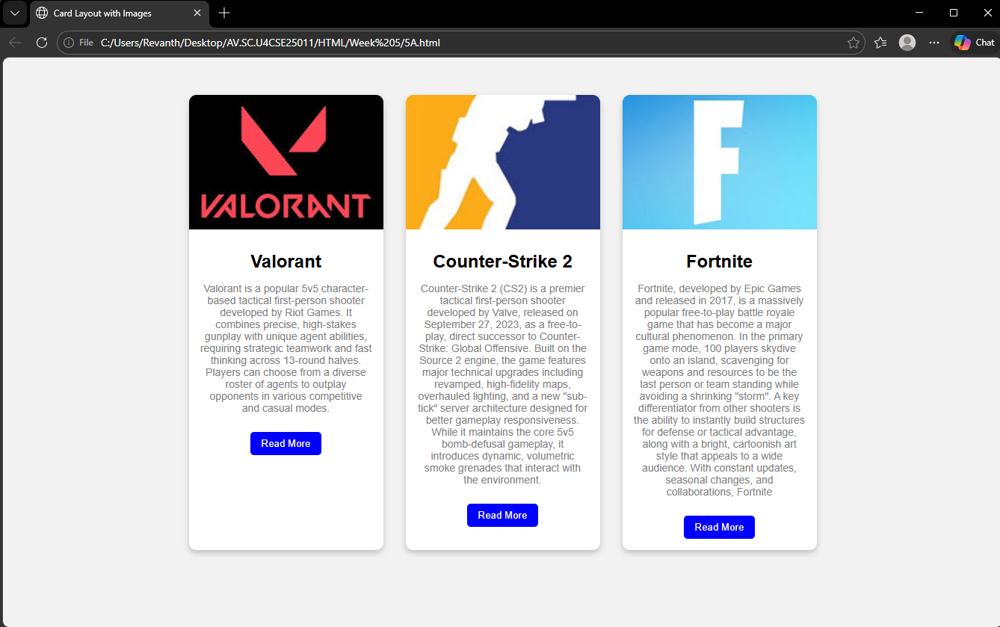 Card Layout with Images
File C:/Users/Revanth/Desktop/AV.SC.U4CSE25011/HTML/Week%205/5A.html
Chat
VALORANT
F
Valorant
Valorant is a popular 5v5 character-
based tactical first-person shooter
developed by Riot Games. It
combines precise, high-stakes
gunplay with unique agent abilities,
requiring strategic teamwork and fast
thinking across 13-round halves.
Players can choose from a diverse
roster of agents to outplay
opponents in various competitive
and casual modes.
Read More
Counter-Strike 2
Counter-Strike 2 (CS2) is a premier
tactical first-person shooter
developed by Valve, released on
September 27, 2023, as a free-to-
play, direct successor to Counter-
Strike: Global Offensive. Built on the
Source 2 engine, the game features
major technical upgrades including
revamped, high-fidelity maps,
overhauled lighting, and a new "sub-
tick" server architecture designed for
better gameplay responsiveness.
While it maintains the core 5v5
bomb-defusal gameplay, it
introduces dynamic, volumetric
smoke grenades that interact with
the environment.
Read More
Fortnite
Fortnite, developed by Epic Games
and released in 2017, is a massively
popular free-to-play battle royale
game that has become a major
cultural phenomenon. In the primary
game mode, 100 players skydive
onto an island, scavenging for
weapons and resources to be the
last person or team standing while
avoiding a shrinking "storm". A key
differentiator from other shooters is
the ability to instantly build structures
for defense or tactical advantage,
along with a bright, cartoonish art
style that appeals to a wide
audience. With constant updates,
seasonal changes, and
collaborations, Fortnite
Read More